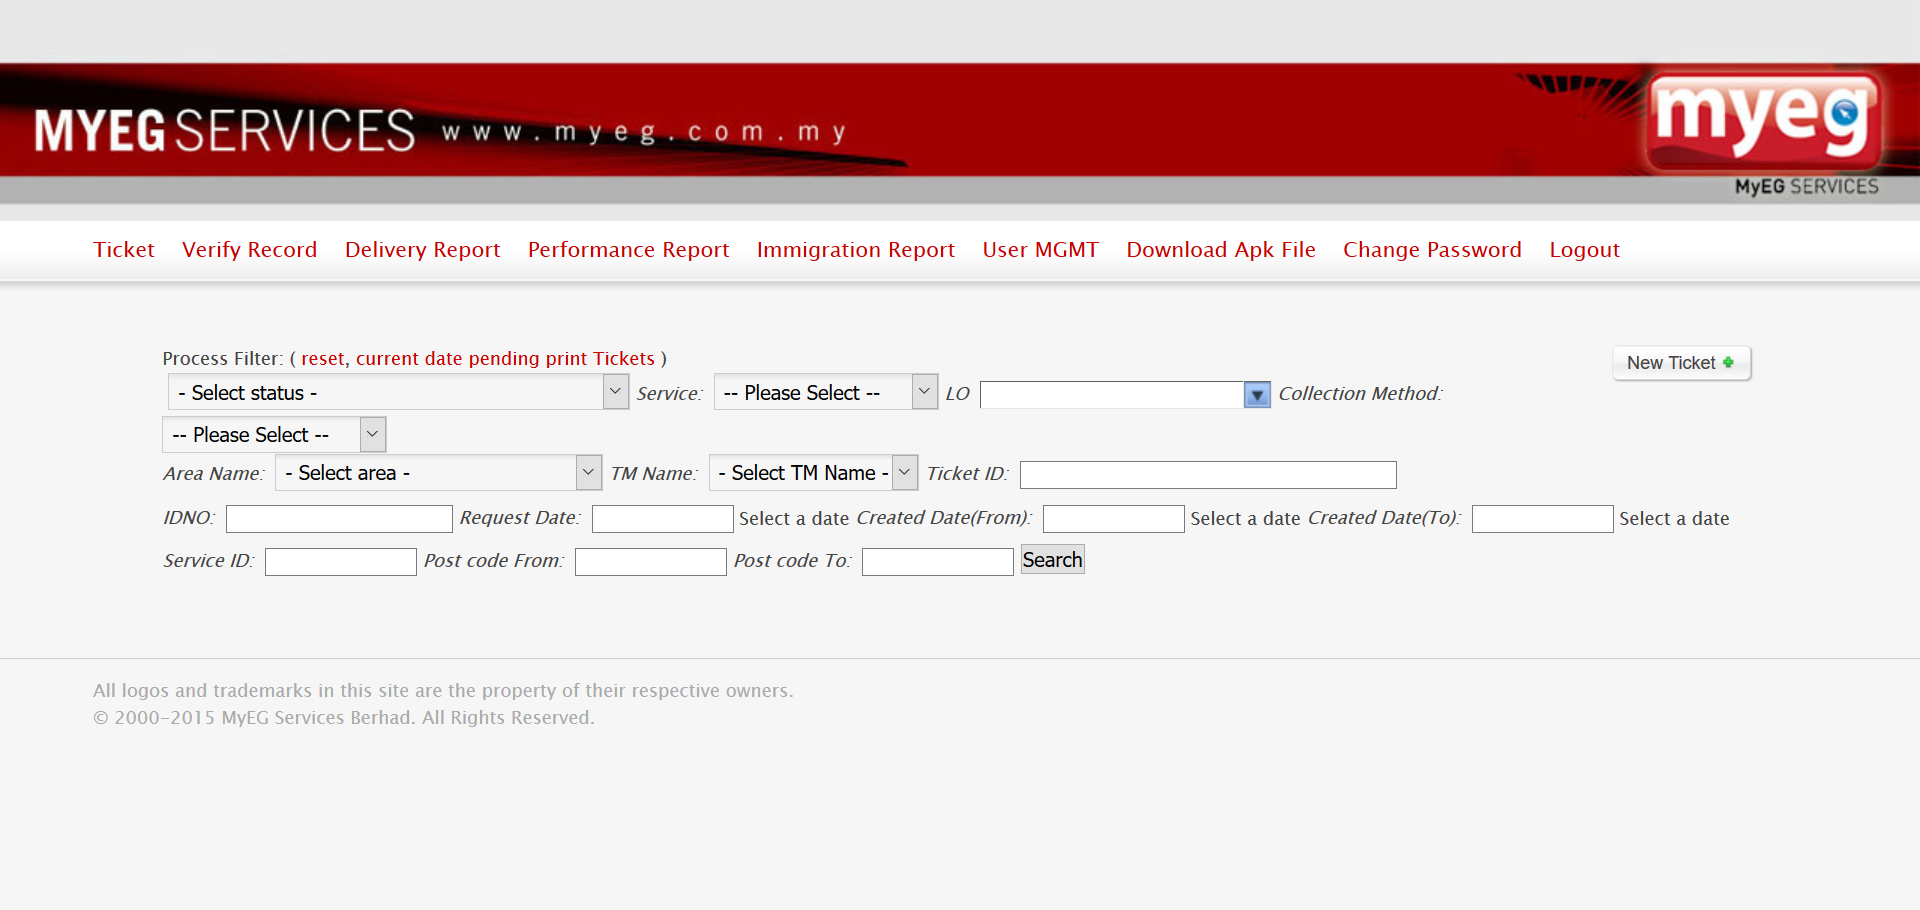 MYEG SERVICES www.myeg.com.my
myeg
MyEG SERVICES
Ticket Verify Record Delivery Report Performance Report Immigration Report User MGMT Download Apk File Change Password Logout
Process Filter: ( reset, current date pending print Tickets )
New Ticket
- Select status - Service: -- Please Select -- LO Collection Method:
-- Please Select --
Area Name: - Select area - TM Name: - Select TM Name - Ticket ID:
IDNO: Request Date: Select a date Created Date(From): Select a date Created Date(To): Select a date
Service ID: Post code From: Post code To: Search
All logos and trademarks in this site are the property of their respective owners.
© 2000-2015 MyEG Services Berhad. All Rights Reserved.